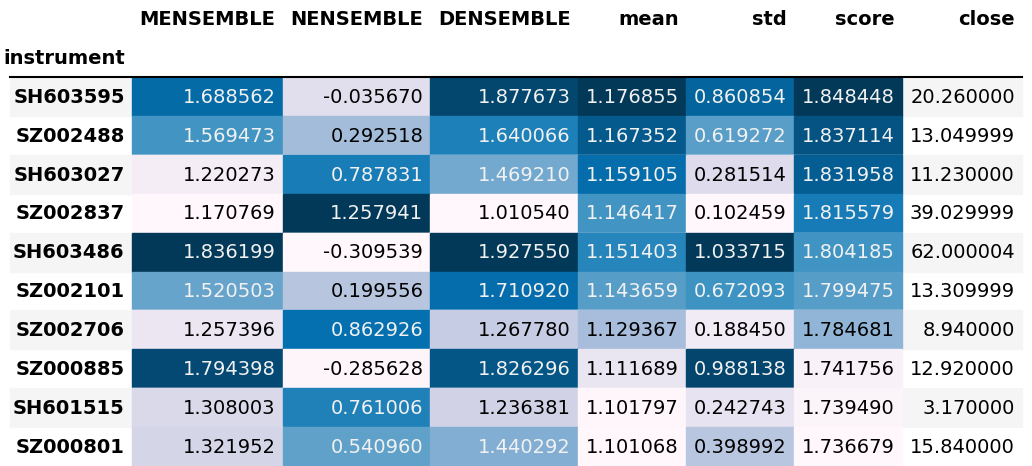 MENSEMBLE NENSEMBLE DENSEMBLE mean std score close
instrument
SH603595 1.688562 -0.035670 1.877673 1.176855 0.860854 1.848448 20.260000
SZ002488 1.569473 0.292518 1.640066 1.167352 0.619272 1.837114 13.049999
SH603027 1.220273 0.787831 1.469210 1.159105 0.281514 1.831958 11.230000
SZ002837 1.170769 1.257941 1.010540 1.146417 0.102459 1.815579 39.029999
SH603486 1.836199 -0.309539 1.927550 1.151403 1.033715 1.804185 62.000004
SZ002101 1.520503 0.199556 1.710920 1.143659 0.672093 1.799475 13.309999
SZ002706 1.257396 0.862926 1.267780 1.129367 0.188450 1.784681 8.940000
SZ000885 1.794398 -0.285628 1.826296 1.111689 0.988138 1.741756 12.920000
SH601515 1.308003 0.761006 1.236381 1.101797 0.242743 1.739490 3.170000
SZ000801 1.321952 0.540960 1.440292 1.101068 0.398992 1.736679 15.840000